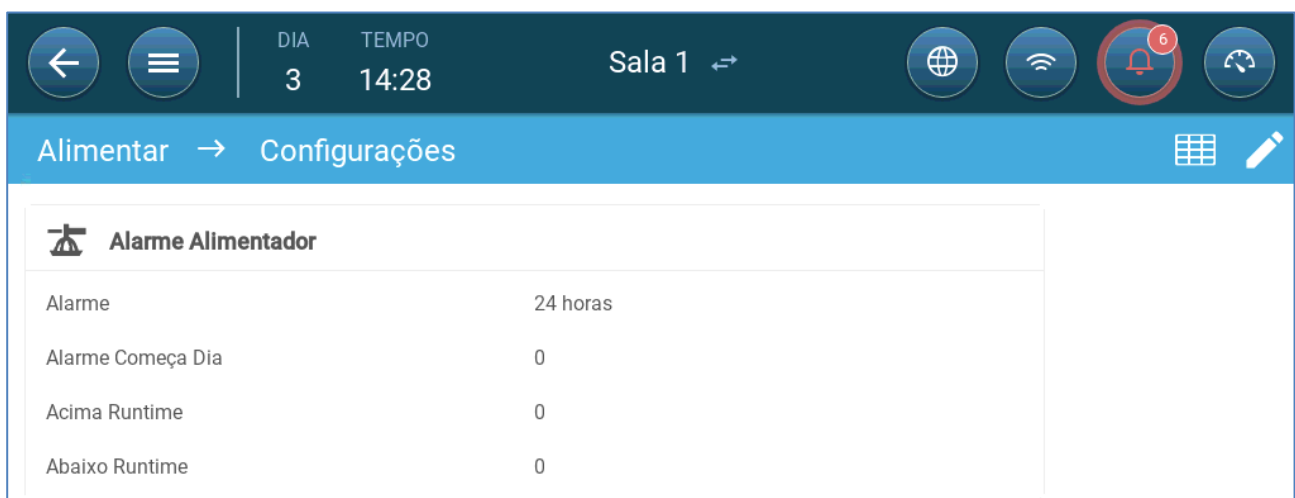 DIA TEMPO
3 14:28 Sala 1 6
Alimentar → Configurações
Alarme Alimentador
Alarme 24 horas
Alarme Começa Dia 0
Acima Runtime 0
Abaixo Runtime 0